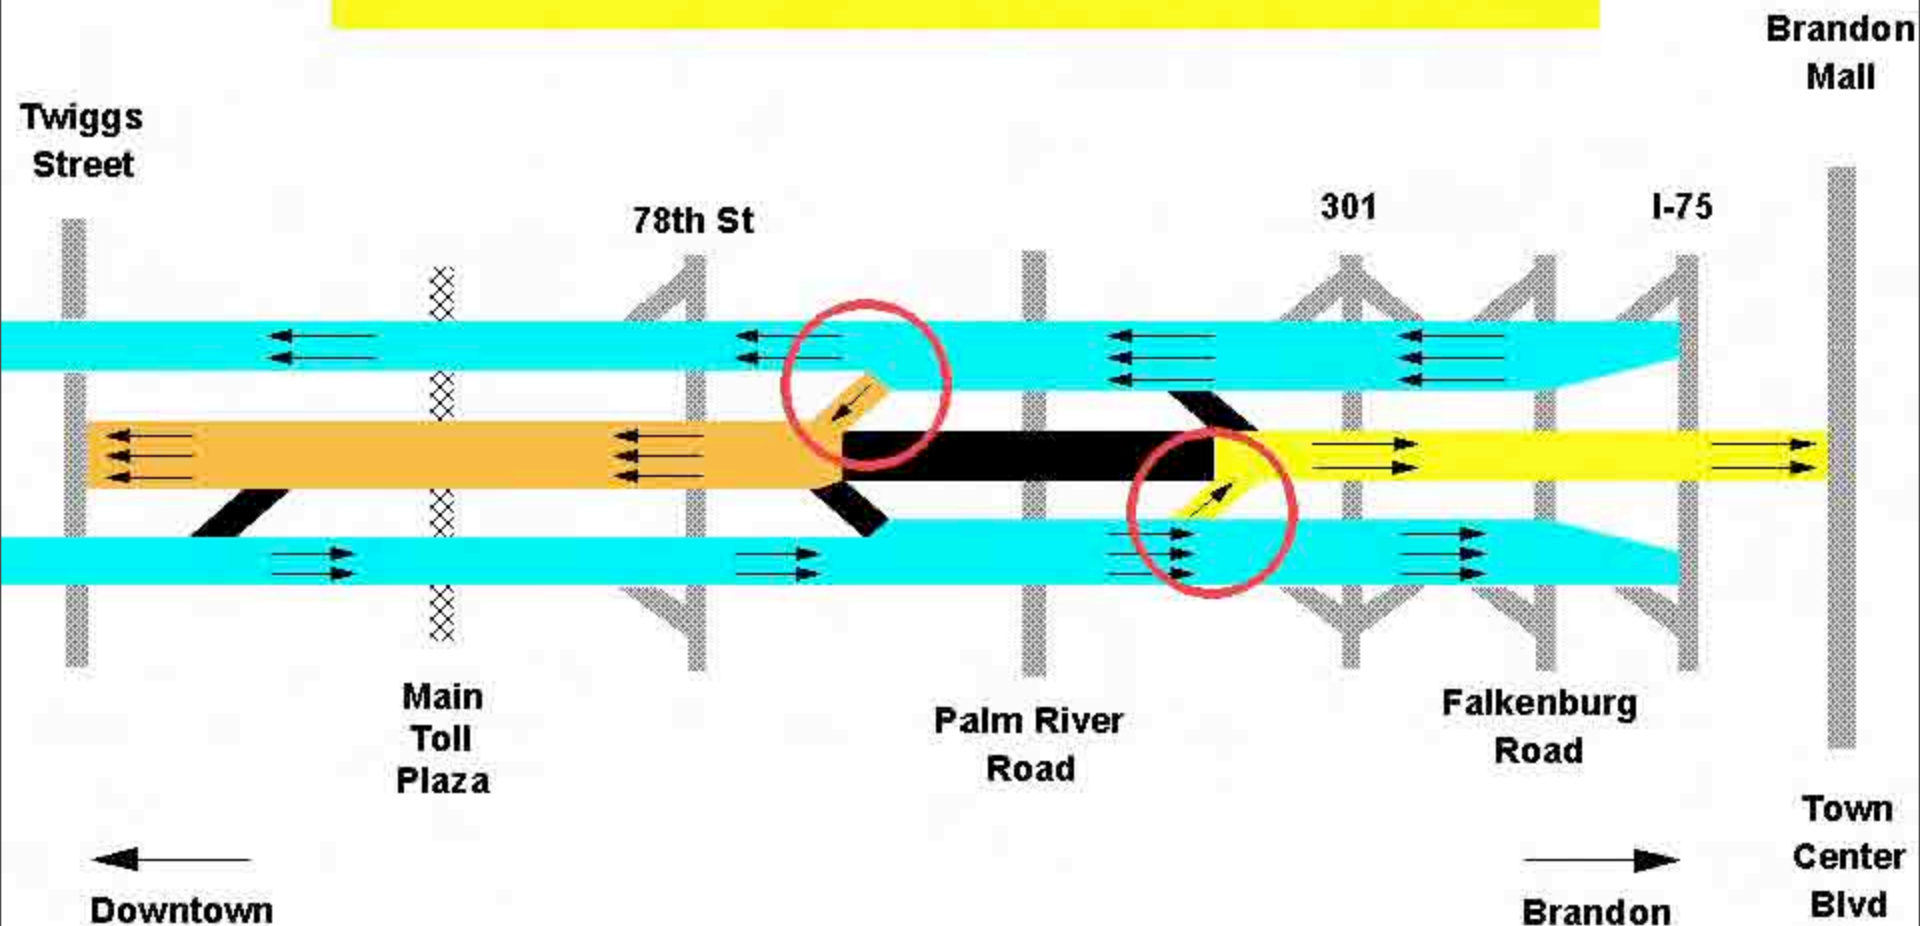 Brandon
Mall
Twiggs
Street
78th St
301
I-75
Main
Toll
Plaza
Palm River
Road
Falkenburg
Road
Town
Center
Blvd
Downtown
Brandon